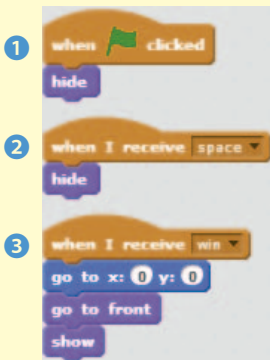 1 when clicked
hide
2 when I receive space
hide
3 when I receive win
go to x: 0 y: 0
go to front
show